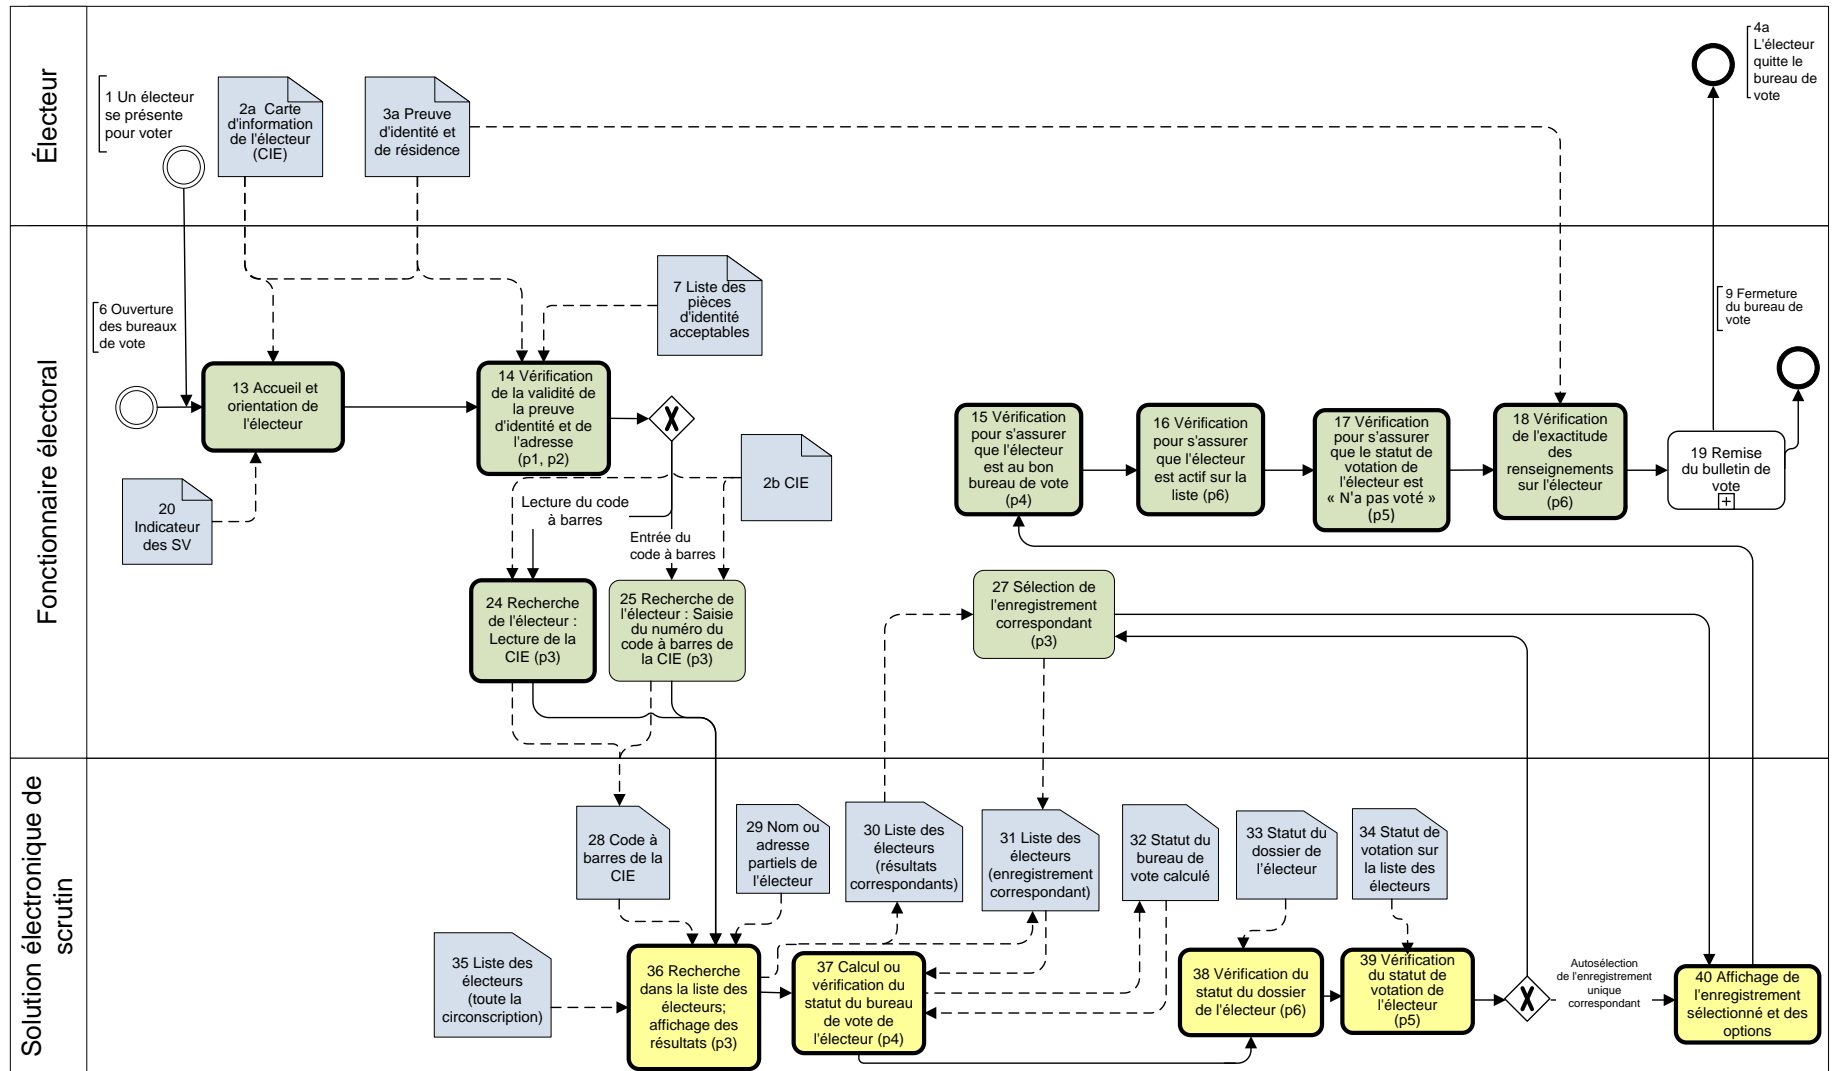 Électeur
1 Un électeur
se présente
pour voter
2a Carte
d'information
de l'électeur
(CIE)
3a Preuve
d'identité et
de résidence
4a
L'électeur
quitte le
bureau de
vote
Fonctionnaire électoral
6 Ouverture
des bureaux
de vote
7 Liste des
pièces
d'identité
acceptables
9 Fermeture
du bureau de
vote
13 Accueil et
orientation de
l'électeur
14 Vérification
de la validité de
la preuve
d'identité et de
l'adresse
(p1, p2)
15 Vérification
pour s'assurer
que l'électeur
est au bon
bureau de vote
(p4)
16 Vérification
pour s'assurer
que l'électeur
est actif sur la
liste (p6)
17 Vérification
pour s'assurer
que le statut de
votation de
l'électeur est
« N'a pas voté »
(p5)
18 Vérification
de l'exactitude
des
renseignements
sur l'électeur
(p6)
19 Remise
du bulletin de
vote
20
Indicateur
des SV
2b CIE
Lecture du code
à barres
Entrée du
code à barres
24 Recherche
de l'électeur :
Lecture de la
CIE (p3)
25 Recherche de
l'électeur : Saisie
du numéro du
code à barres de
la CIE (p3)
27 Sélection de
l'enregistrement
correspondant
(p3)
Solution électronique de
scrutin
28 Code à
barres de la
CIE
29 Nom ou
adresse
partiels de
l'électeur
30 Liste des
électeurs
(résultats
correspondants)
31 Liste des
électeurs
(enregistrement
correspondant)
32 Statut du
bureau de
vote calculé
33 Statut du
dossier de
l'électeur
34 Statut de
votation sur
la liste des
électeurs
35 Liste des
électeurs
(toute la
circonscription)
36 Recherche
dans la liste des
électeurs;
affichage des
résultats (p3)
37 Calcul ou
vérification du
statut du bureau
de vote de
l'électeur (p4)
38 Vérification du
statut du dossier
de l'électeur (p6)
39 Vérification
du statut de
votation de
l'électeur
(p5)
Autosélection
de l'enregistrement
unique
correspondant
40 Affichage de
l'enregistrement
sélectionné et des
options